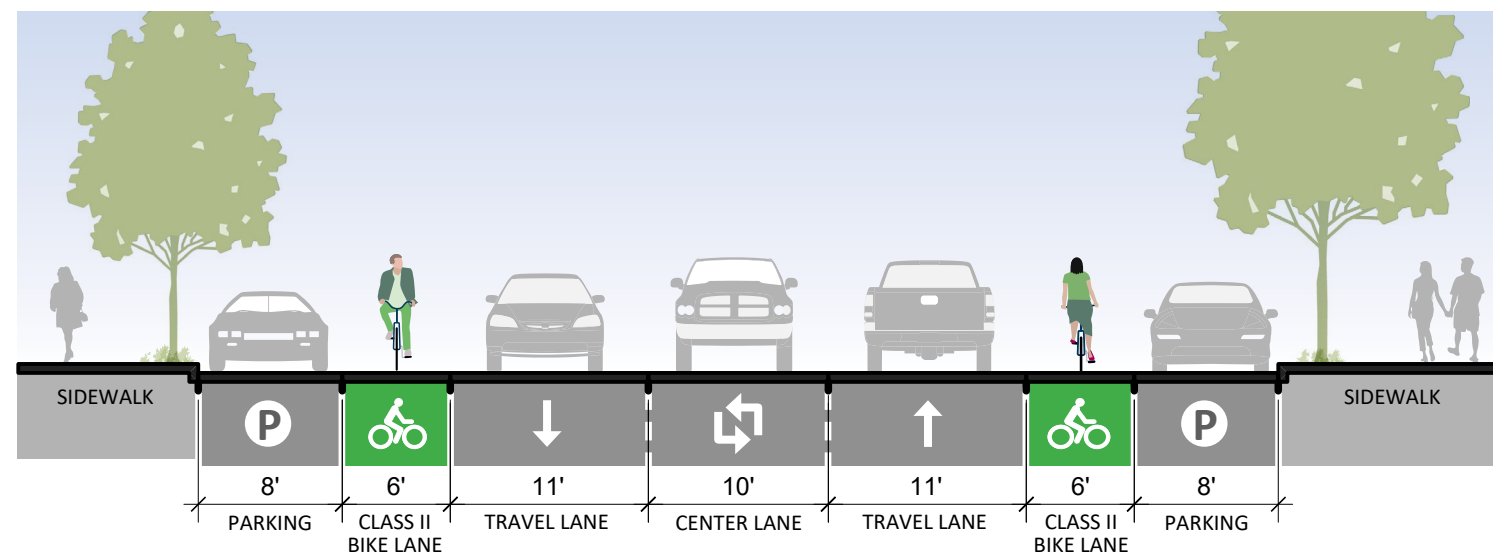 SIDEWALK
SIDEWALK
P
P
8'
6'
11'
10'
11'
6'
8'
PARKING
CLASS II
BIKE LANE
TRAVEL LANE
CENTER LANE
TRAVEL LANE
CLASS II
BIKE LANE
PARKING